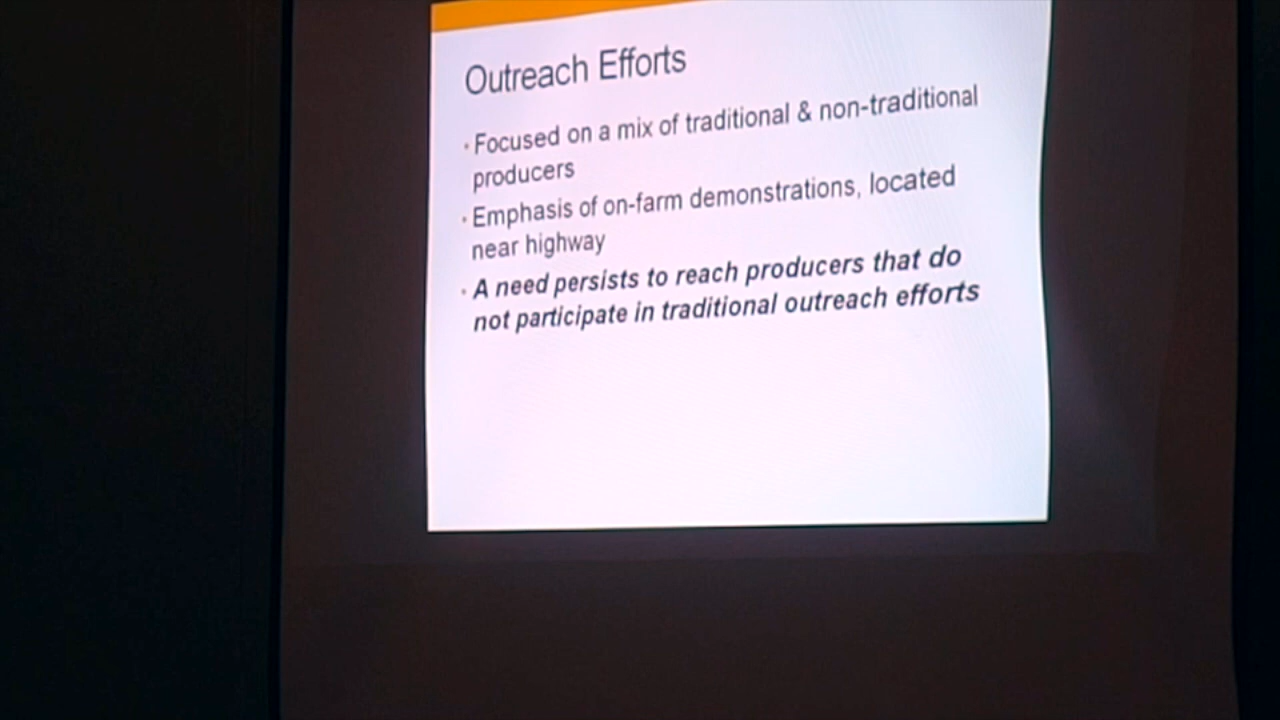 Outreach Efforts
· Focused on a mix of traditional & non-traditional
producers
· Emphasis of on-farm demonstrations, located
near highway
· A need persists to reach producers that do
not participate in traditional outreach efforts